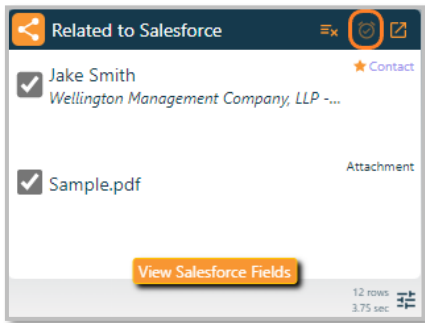 Related to Salesforce
Jake Smith
Contact
Wellington Management Company, LLP -...
Attachment
Sample.pdf
View Salesforce Fields
12 rows
3.75 sec